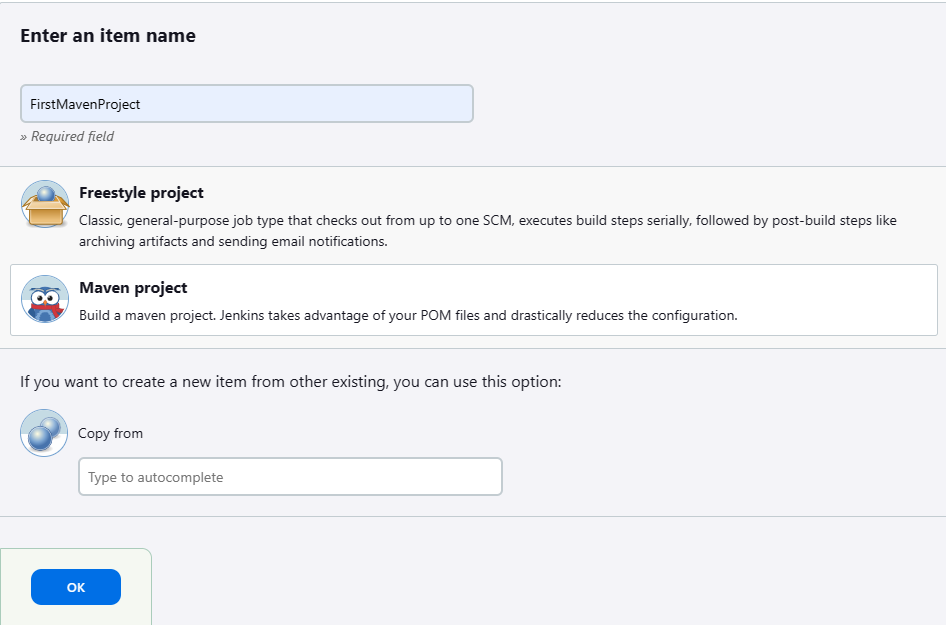 Enter an item name
FirstMavenProject
» Required field
Freestyle project
Classic, general-purpose job type that checks out from up to one SCM, executes build steps serially, followed by post-build steps like
archiving artifacts and sending email notifications.
Maven project
Build a maven project. Jenkins takes advantage of your POM files and drastically reduces the configuration.
If you want to create a new item from other existing, you can use this option:
Copy from
Type to autocomplete
OK